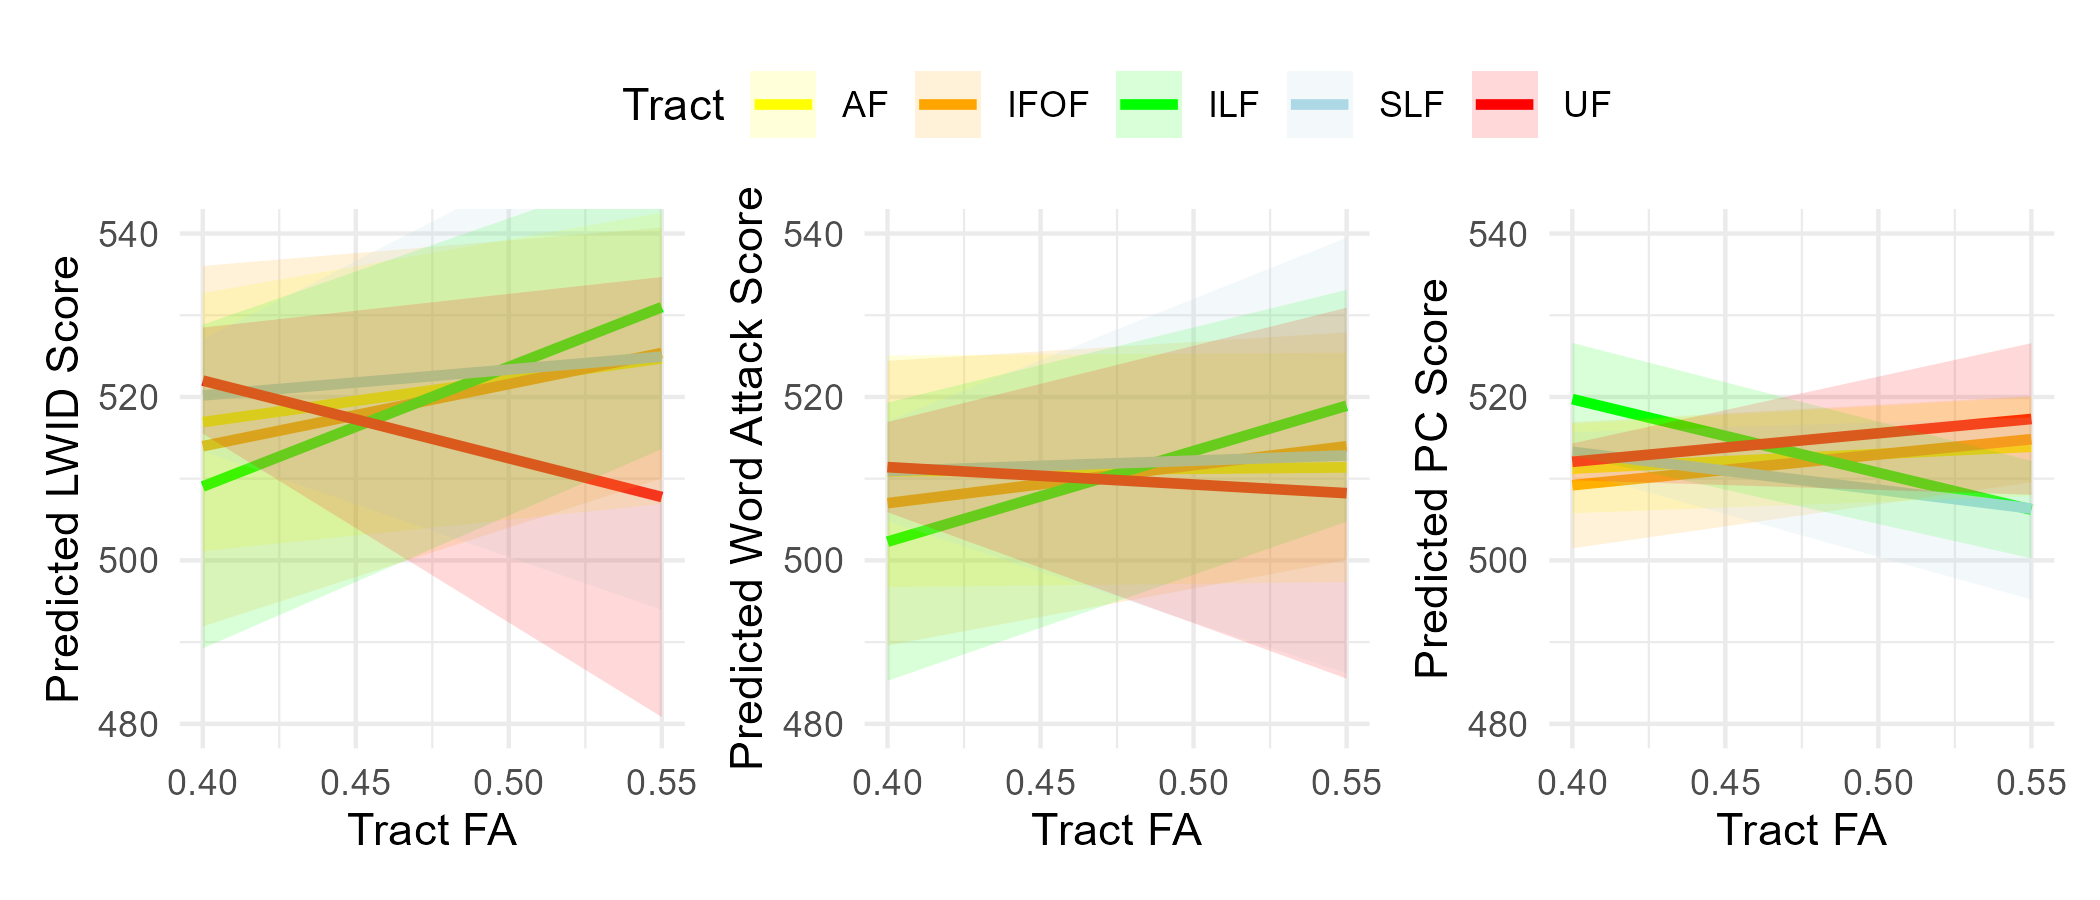 Tract AF IFOF ILF SLF UF
Predicted LWID Score
540
520
500
480
0.40 0.45 0.50 0.55
Tract FA
Predicted Word Attack Score
540
520
500
480
0.40 0.45 0.50 0.55
Tract FA
Predicted PC Score
540
520
500
480
0.40 0.45 0.50 0.55
Tract FA